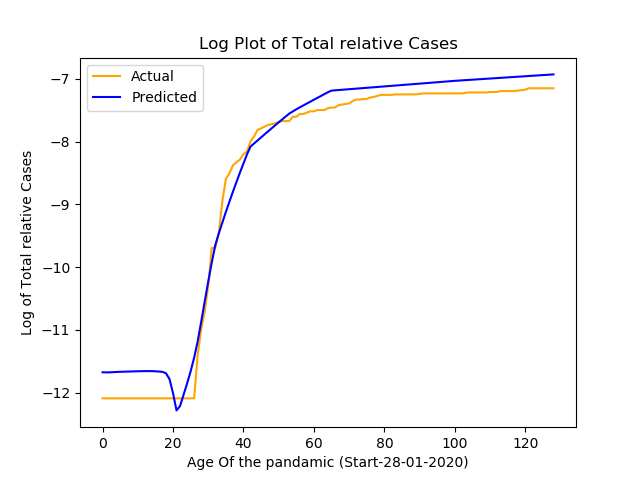 Log Plot of Total relative Cases
Actual
Predicted
−7
−8
−9
−10
−11
−12
Log of Total relative Cases
0 20 40 60 80 100 120
Age Of the pandamic (Start-28-01-2020)